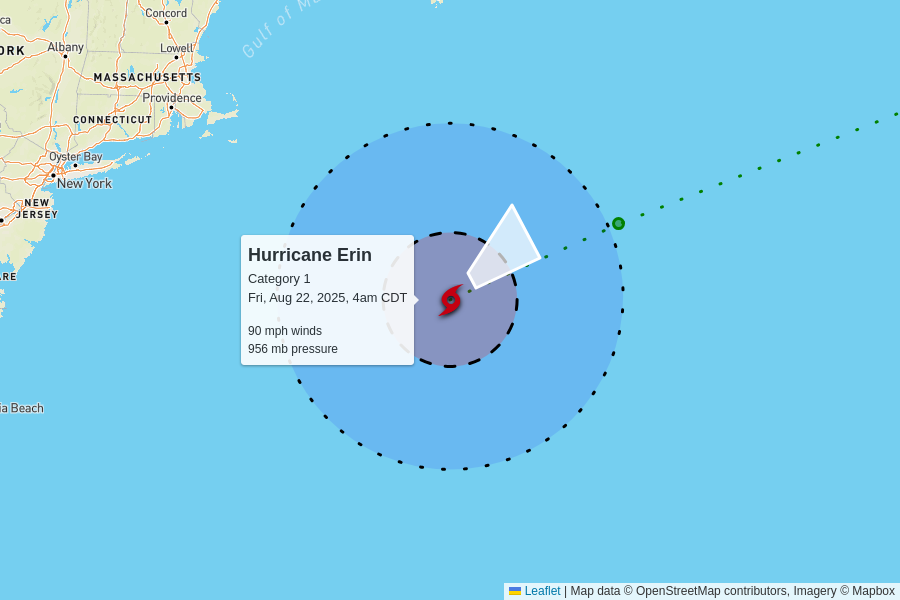 Concord
ca
Gulf of M
ORK
Albany
Lowell
MASSACHUSETTS
Providence
CONNECTICUT
Oyster Bay
New York
NEW
JERSEY
ARE
ia Beach
Hurricane Erin
Category 1
Fri, Aug 22, 2025, 4am CDT
90 mph winds
956 mb pressure
Leaflet | Map data © OpenStreetMap contributors, Imagery © Mapbox